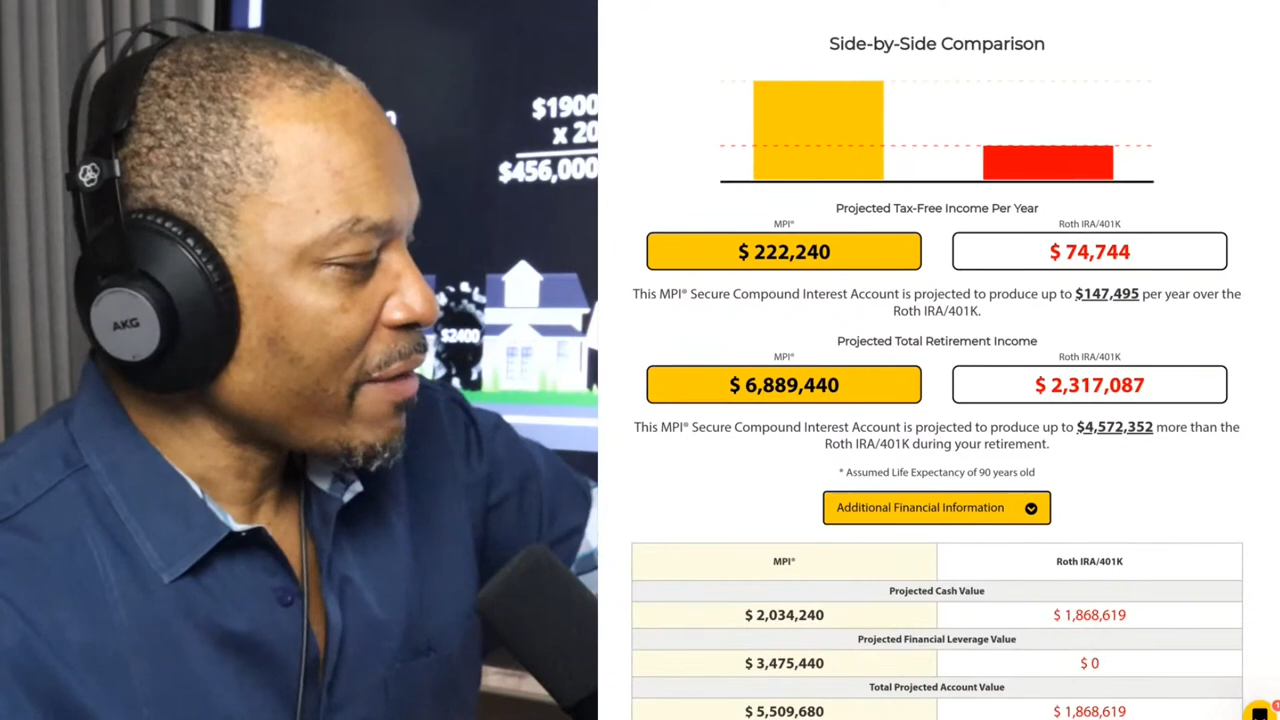 $1900
x 20
$456,000
$2400
AKG
Side-by-Side Comparison
Projected Tax-Free Income Per Year
MPI® Roth IRA/401K
$ 222,240 $ 74,744
This MPI® Secure Compound Interest Account is projected to produce up to $147,495 per year over the
Roth IRA/401K.
Projected Total Retirement Income
MPI® Roth IRA/401K
$ 6,889,440 $ 2,317,087
This MPI® Secure Compound Interest Account is projected to produce up to $4,572,352 more than the
Roth IRA/401K during your retirement.
* Assumed Life Expectancy of 90 years old
Additional Financial Information
MPI® Roth IRA/401K
Projected Cash Value
$ 2,034,240 $ 1,868,619
Projected Financial Leverage Value
$ 3,475,440 $ 0
Total Projected Account Value
$ 5,509,680 $ 1,868,619